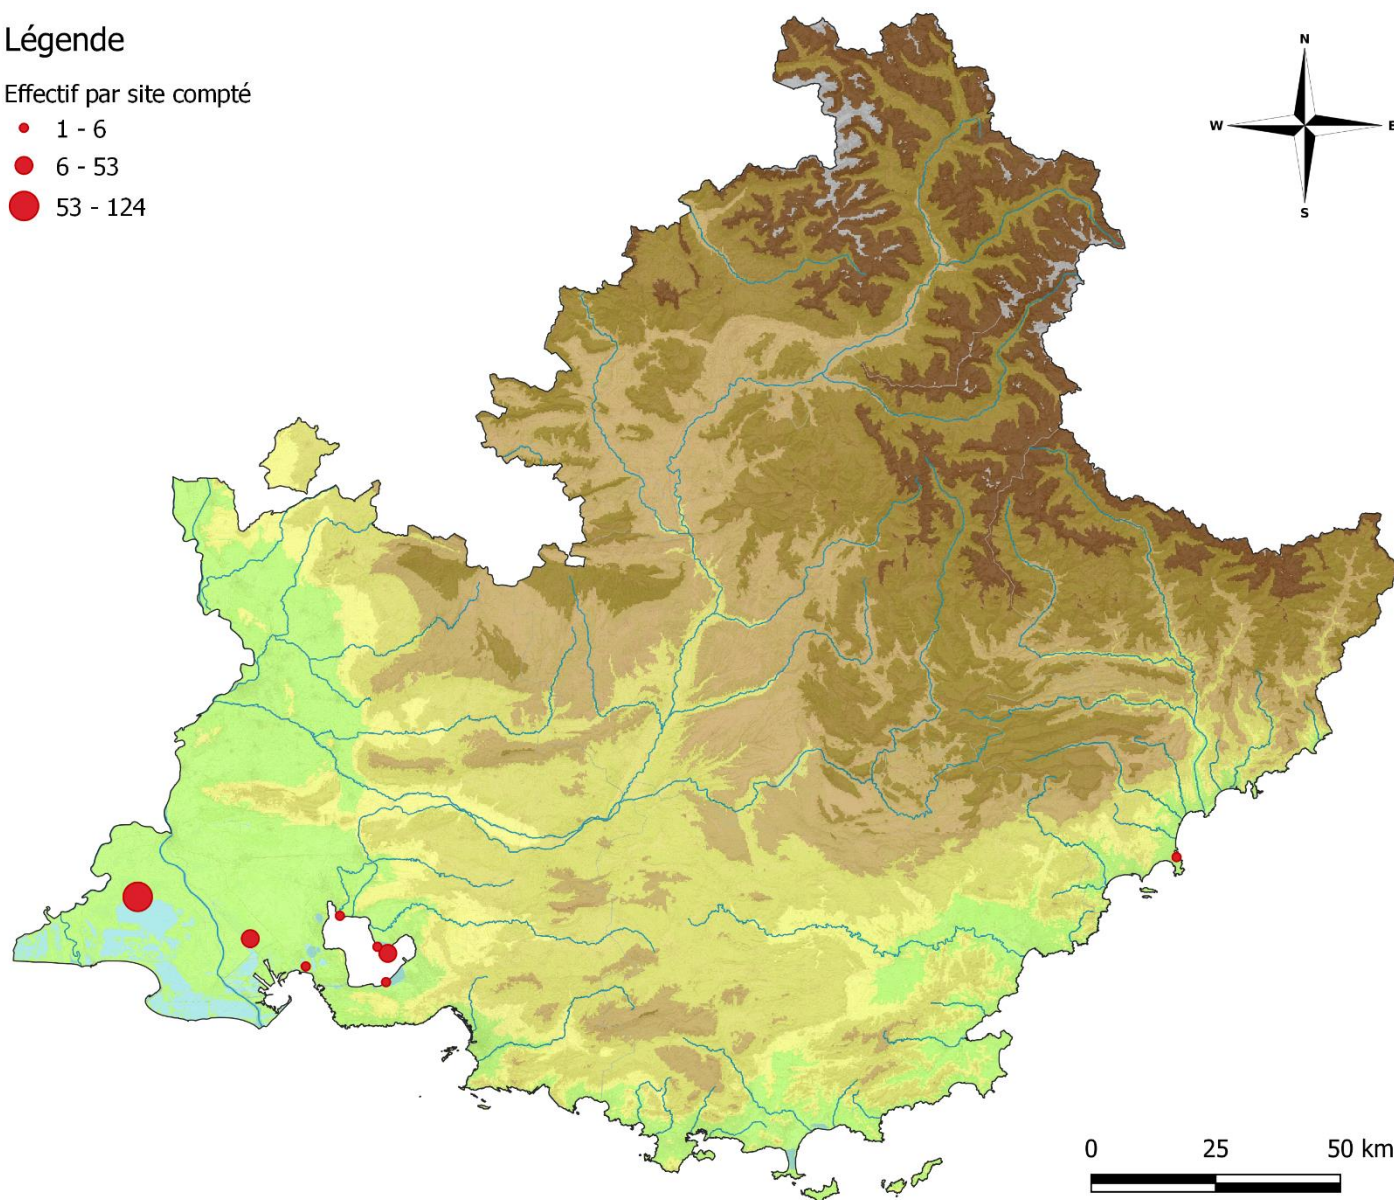 Légende
Effectif par site compté
1 - 6
6 - 53
53 - 124
N
W
E
S
0 25 50 km